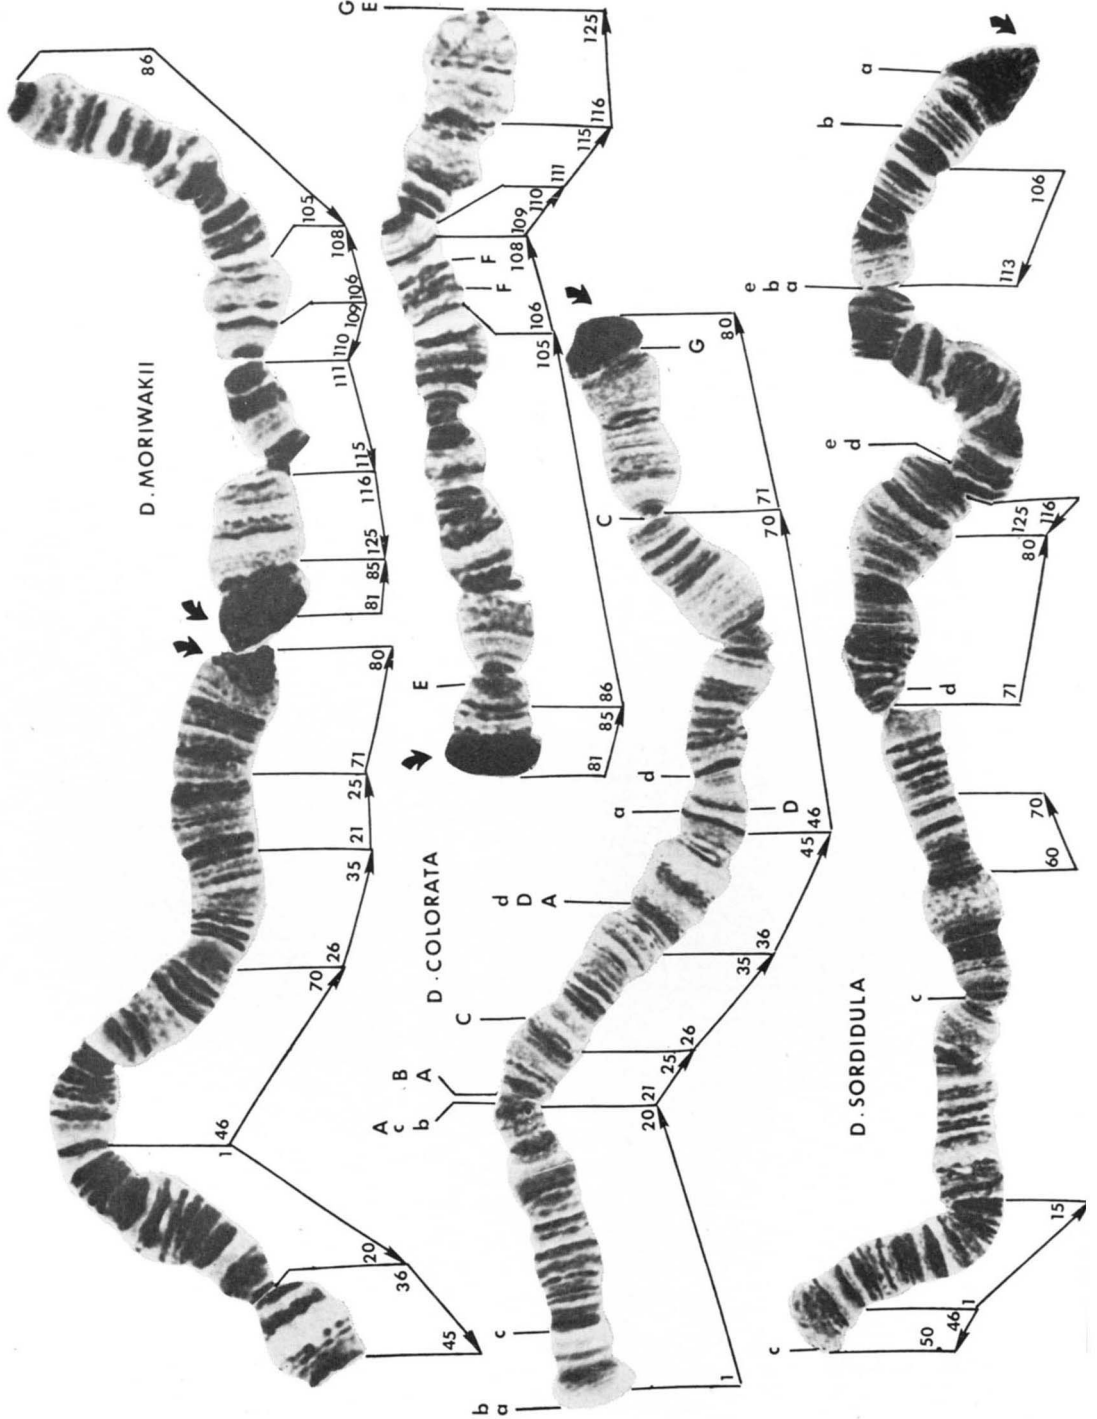 G
E
86
105
108
106
109
110
111
115
116
125
85
81
80
71
25
21
35
26
70
46
1
20
36
45
D. MORIWAKII
125
116
115
111
110
109
108
F
F
106
105
86
85
81
E
D. COLORATA
G
80
71
70
C
d
a
D
46
45
d
D
A
36
35
C
26
25
B
A
21
20
A
c
b
c
1
b
a
D. SORDIDULA
a
b
106
113
e
b
a
e
d
116
125
80
71
d
70
60
c
15
1
46
50
c